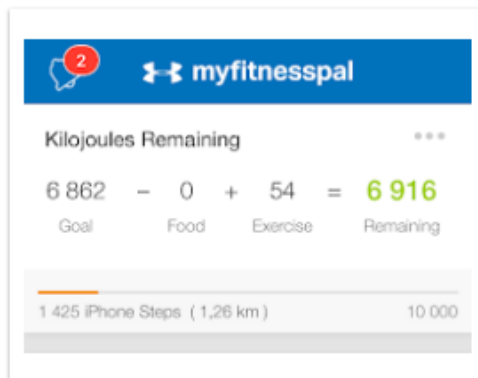 2
myfitnesspal
Kilojoules Remaining
6 862 – 0 + 54 = 6 916
Goal Food Exercise Remaining
1 425 iPhone Steps ( 1,26 km ) 10 000